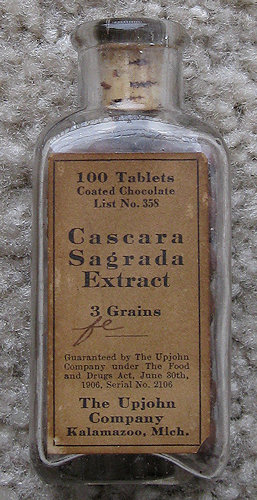 100 Tablets
Coated Chocolate
List No. 358
Cascara
Sagrada
Extract
3 Grains
Guaranteed by The Upjohn
Company under The Food
and Drugs Act, June 30th,
1906, Serial No. 2106
The Upjohn
Company
Kalamazoo, Mich.